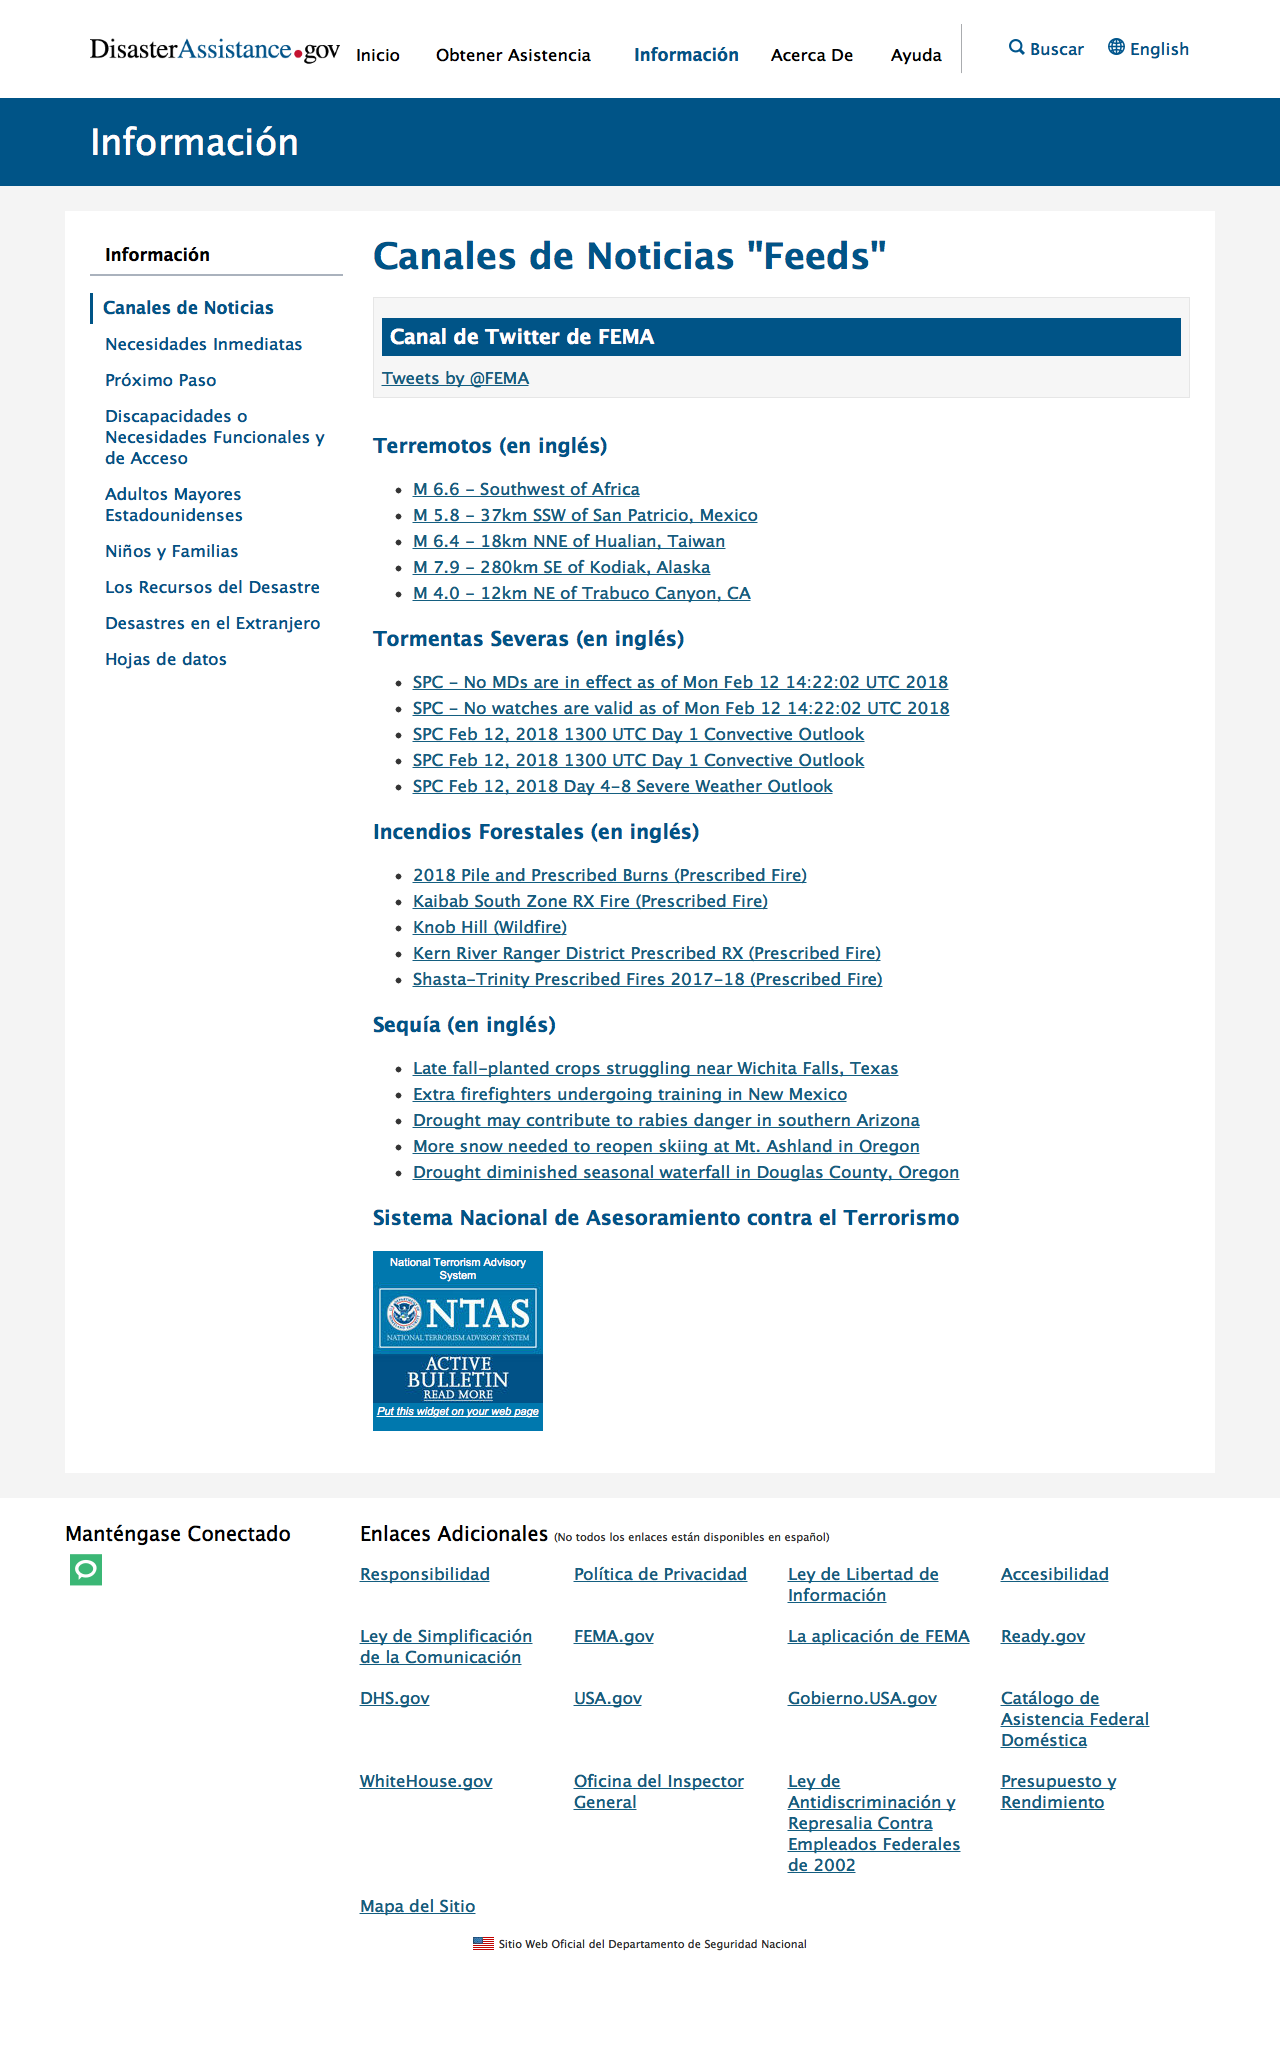 DisasterAssistance.gov
Inicio
Obtener Asistencia
Información
Acerca De
Ayuda
Buscar
English
Información
Información
Canales de Noticias
Necesidades Inmediatas
Próximo Paso
Discapacidades o
Necesidades Funcionales y
de Acceso
Adultos Mayores
Estadounidenses
Niños y Familias
Los Recursos del Desastre
Desastres en el Extranjero
Hojas de datos
Canales de Noticias "Feeds"
Canal de Twitter de FEMA
Tweets by @FEMA
Terremotos (en inglés)
M 6.6 - Southwest of Africa
M 5.8 - 37km SSW of San Patricio, Mexico
M 6.4 - 18km NNE of Hualian, Taiwan
M 7.9 - 280km SE of Kodiak, Alaska
M 4.0 - 12km NE of Trabuco Canyon, CA
Tormentas Severas (en inglés)
SPC - No MDs are in effect as of Mon Feb 12 14:22:02 UTC 2018
SPC - No watches are valid as of Mon Feb 12 14:22:02 UTC 2018
SPC Feb 12, 2018 1300 UTC Day 1 Convective Outlook
SPC Feb 12, 2018 1300 UTC Day 1 Convective Outlook
SPC Feb 12, 2018 Day 4-8 Severe Weather Outlook
Incendios Forestales (en inglés)
2018 Pile and Prescribed Burns (Prescribed Fire)
Kaibab South Zone RX Fire (Prescribed Fire)
Knob Hill (Wildfire)
Kern River Ranger District Prescribed RX (Prescribed Fire)
Shasta-Trinity Prescribed Fires 2017-18 (Prescribed Fire)
Sequía (en inglés)
Late fall-planted crops struggling near Wichita Falls, Texas
Extra firefighters undergoing training in New Mexico
Drought may contribute to rabies danger in southern Arizona
More snow needed to reopen skiing at Mt. Ashland in Oregon
Drought diminished seasonal waterfall in Douglas County, Oregon
Sistema Nacional de Asesoramiento contra el Terrorismo
National Terrorism Advisory
System
NTAS
NATIONAL TERRORISM ADVISORY SYSTEM
ACTIVE
BULLETIN
READ MORE
Put this widget on your web page
Manténgase Conectado
Enlaces Adicionales (No todos los enlaces están disponibles en español)
Responsibilidad
Política de Privacidad
Ley de Libertad de
Información
Accesibilidad
Ley de Simplificación
de la Comunicación
FEMA.gov
La aplicación de FEMA
Ready.gov
DHS.gov
USA.gov
Gobierno.USA.gov
Catálogo de
Asistencia Federal
Doméstica
WhiteHouse.gov
Oficina del Inspector
General
Ley de
Antidiscriminación y
Represalia Contra
Empleados Federales
de 2002
Presupuesto y
Rendimiento
Mapa del Sitio
Sitio Web Oficial del Departamento de Seguridad Nacional